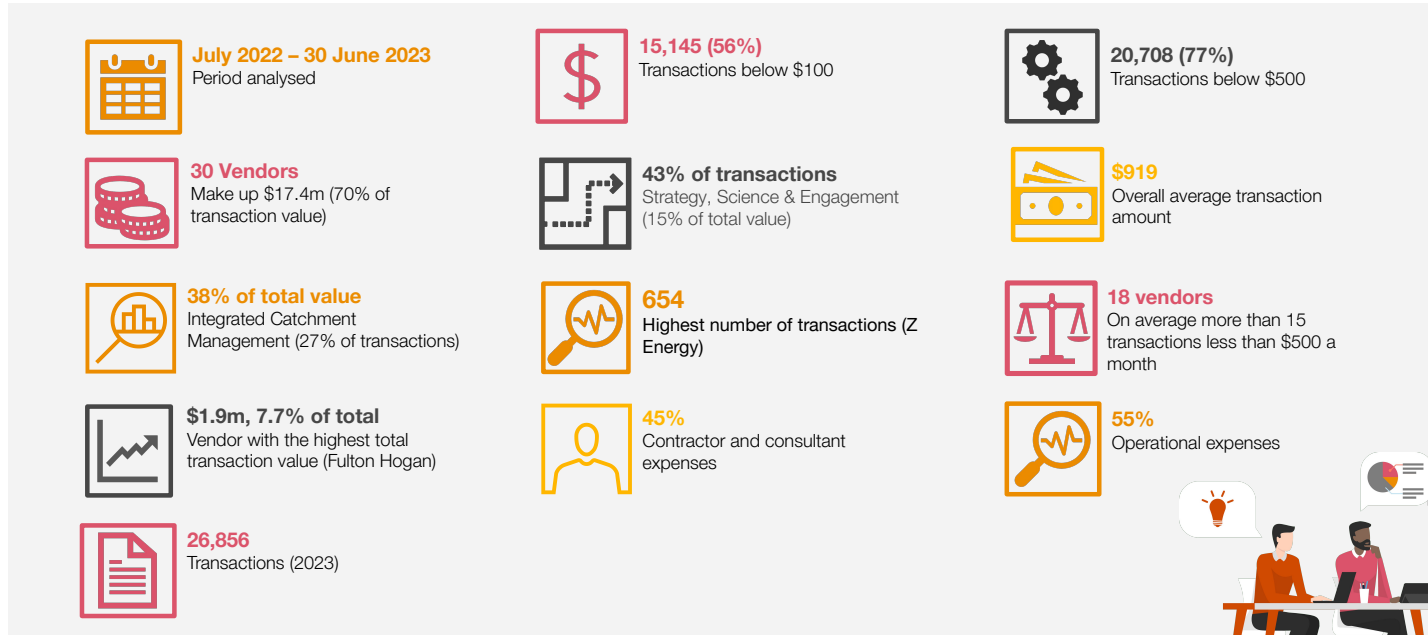 July 2022 – 30 June 2023
Period analysed
15,145 (56%)
Transactions below $100
20,708 (77%)
Transactions below $500
30 Vendors
Make up $17.4m (70% of
transaction value)
43% of transactions
Strategy, Science & Engagement
(15% of total value)
$919
Overall average transaction
amount
38% of total value
Integrated Catchment
Management (27% of transactions)
654
Highest number of transactions (Z
Energy)
18 vendors
On average more than 15
transactions less than $500 a
month
$1.9m, 7.7% of total
Vendor with the highest total
transaction value (Fulton Hogan)
45%
Contractor and consultant
expenses
55%
Operational expenses
26,856
Transactions (2023)